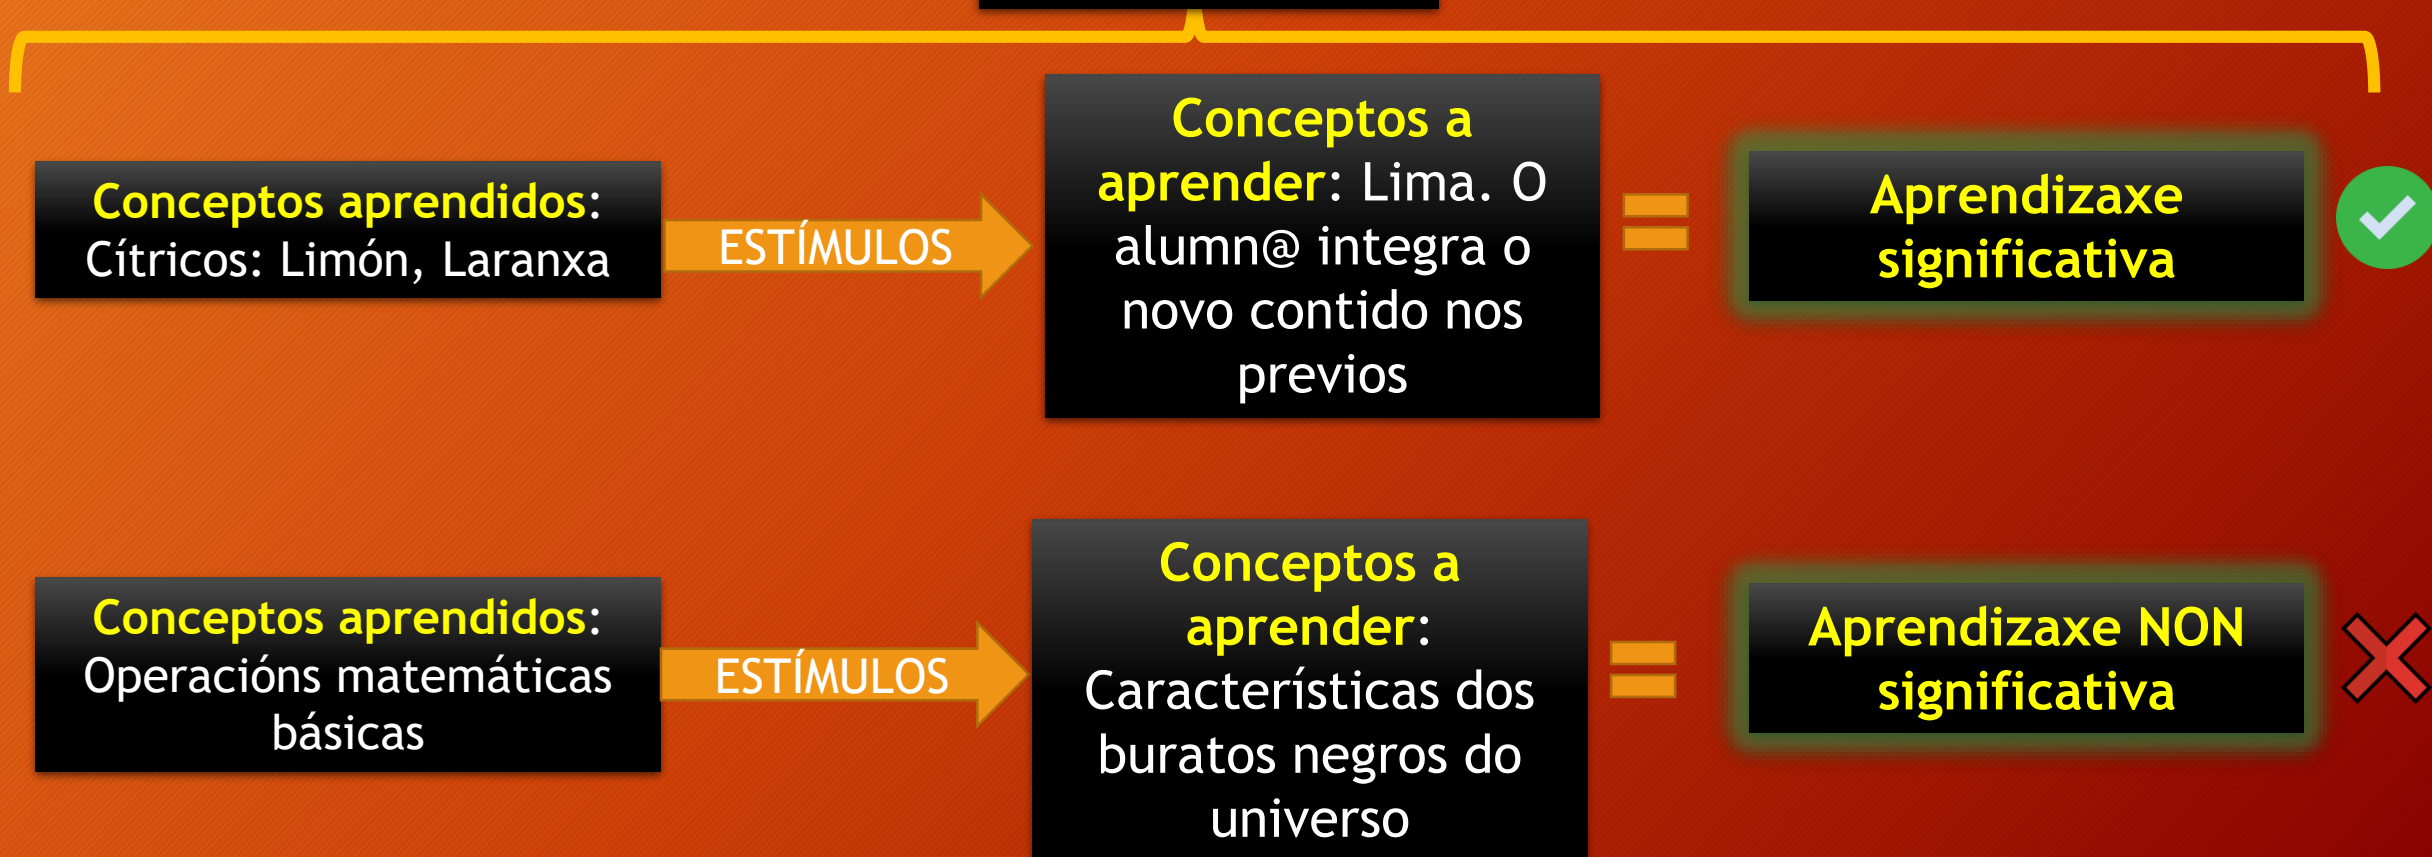 Conceptos aprendidos:
Cítricos: Limón, Laranxa
ESTÍMULOS
Conceptos a
aprender: Lima. O
alumn@ integra o
novo contido nos
previos
Aprendizaxe
significativa
Conceptos aprendidos:
Operacións matemáticas
básicas
ESTÍMULOS
Conceptos a
aprender:
Características dos
buratos negros do
universo
Aprendizaxe NON
significativa